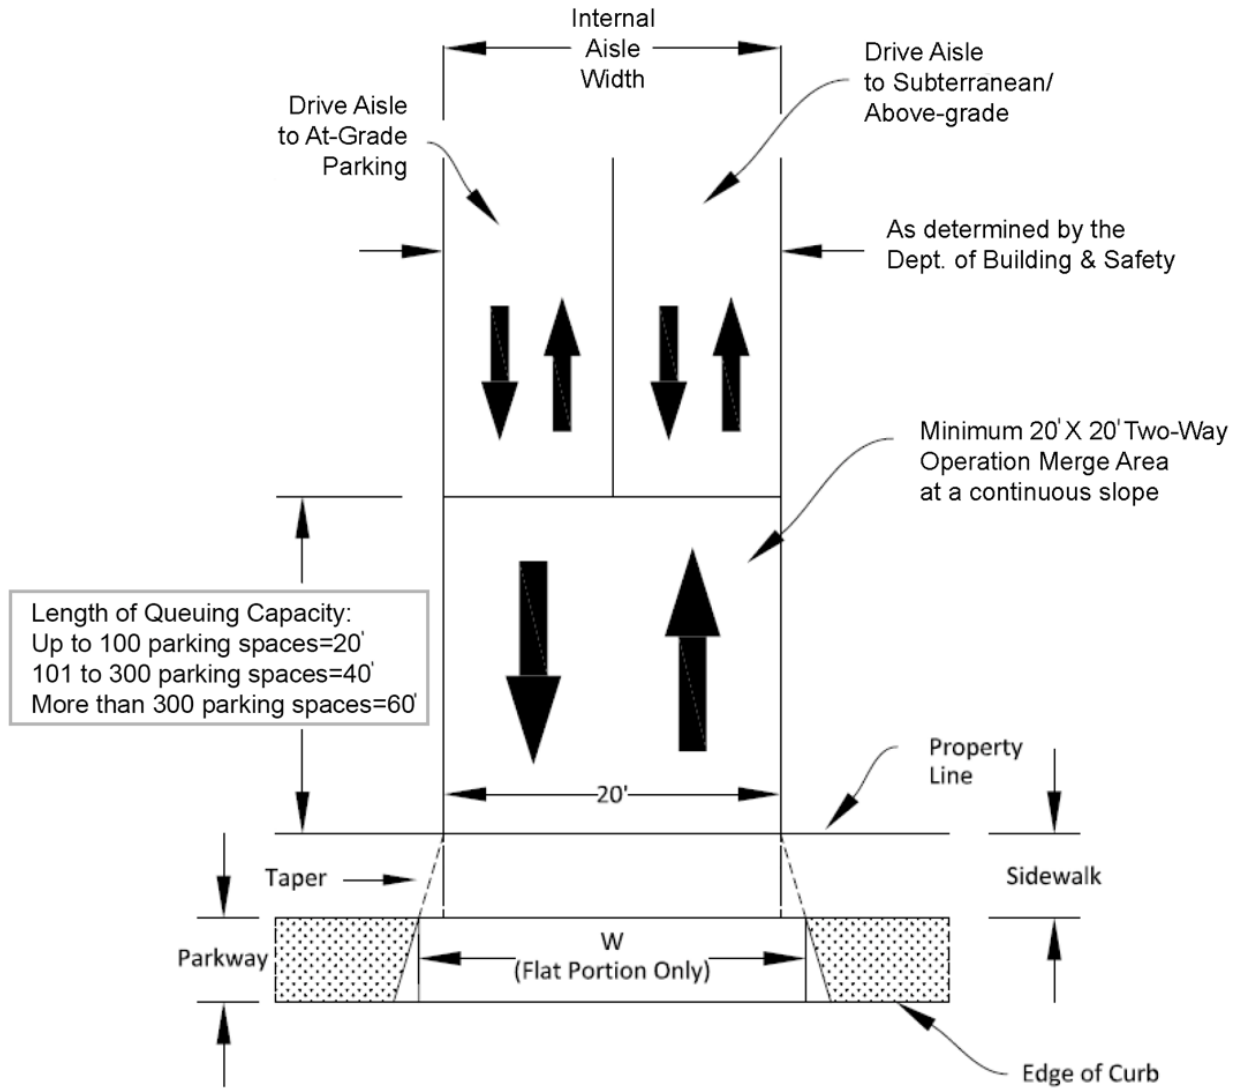 Internal
Aisle
Width
Drive Aisle
to Subterranean/
Above-grade
Drive Aisle
to At-Grade
Parking
As determined by the
Dept. of Building & Safety
Minimum 20' X 20' Two-Way
Operation Merge Area
at a continuous slope
Length of Queuing Capacity:
Up to 100 parking spaces=20'
101 to 300 parking spaces=40'
More than 300 parking spaces=60'
Property
Line
20'
Taper
Sidewalk
Parkway
W
(Flat Portion Only)
Edge of Curb